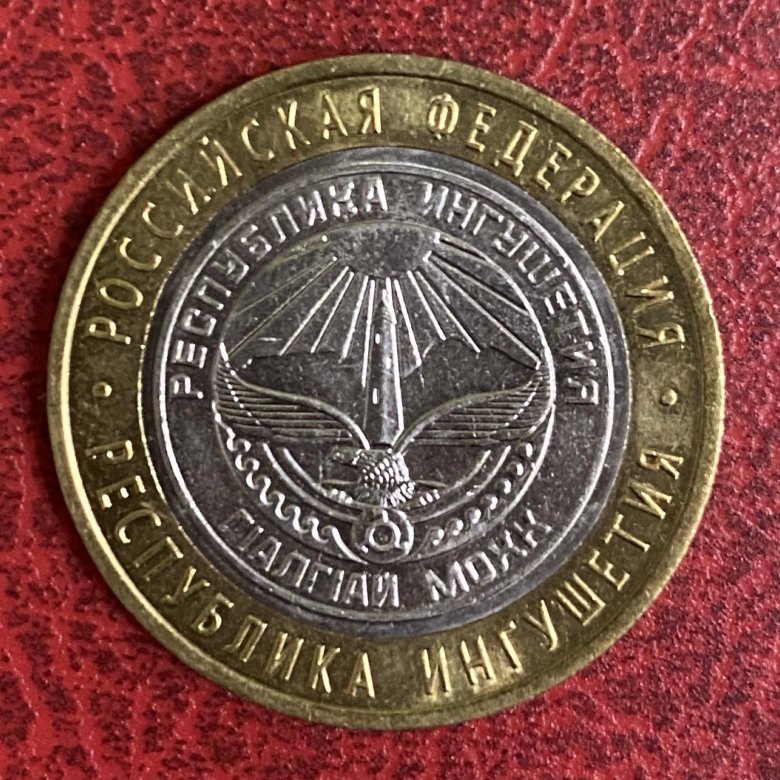 РОССИЙСКАЯ ФЕДЕРАЦИЯ
РЕСПУБЛИКА ИНГУШЕТИЯ
РЕСПУБЛИКА ИНГУШЕТИЯ
ГIАЛГIАЙ МОХК